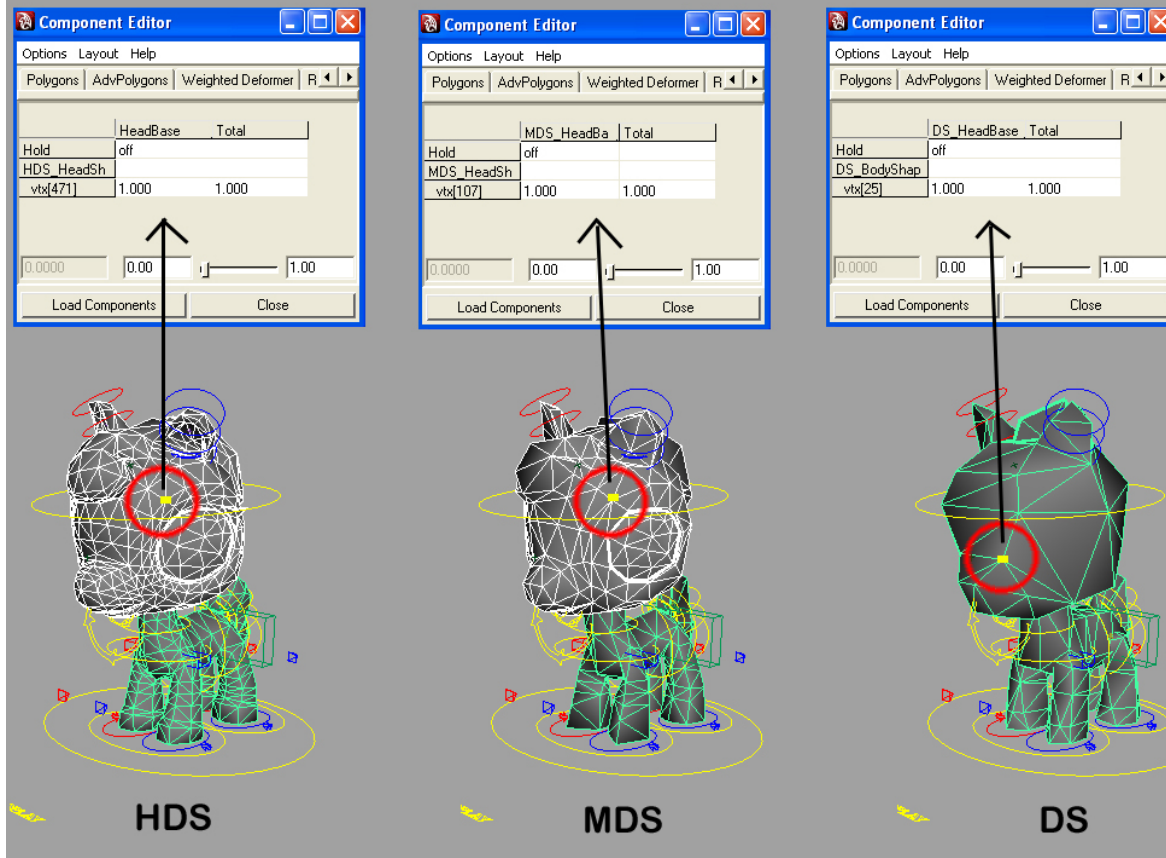 Component Editor
Options Layout Help
Polygons AdvPolygons Weighted Deformer R
HeadBase Total
Hold off
HDS_HeadSh
vtx[471] 1.000 1.000
0.0000 0.00 1.00
Load Components Close
Component Editor
Options Layout Help
Polygons AdvPolygons Weighted Deformer R
MDS_HeadBa Total
Hold off
MDS_HeadSh
vtx[107] 1.000 1.000
0.0000 0.00 1.00
Load Components Close
Component Editor
Options Layout Help
Polygons AdvPolygons Weighted Deformer R
DS_HeadBase Total
Hold off
DS_BodyShap
vtx[25] 1.000 1.000
0.0000 0.00 1.00
Load Components Close
HDS
MDS
DS